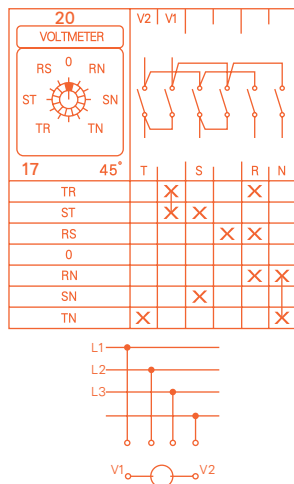 20 V2 V1
VOLTMETER
0
RS RN
ST SN
TR TN
17 45° T S R N
TR X X
ST X X
RS X X
0
RN X X
SN X
TN X X
L1
L2
L3
V1 V2